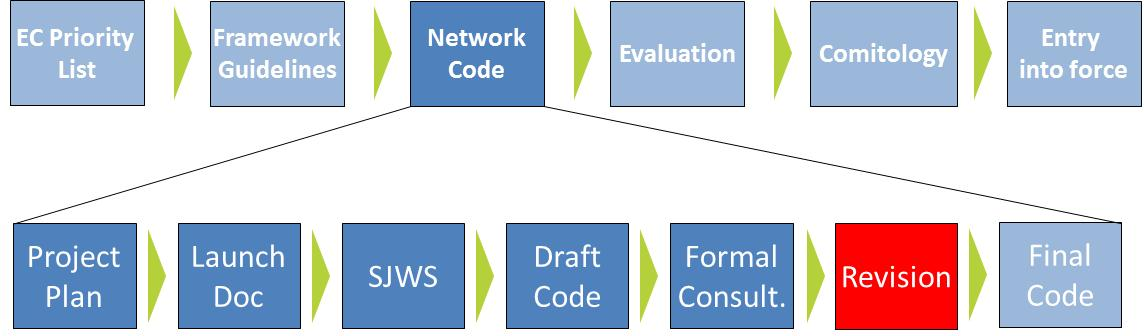 EC Priority
List
Framework
Guidelines
Network
Code
Evaluation
Comitology
Entry
into force
Project
Plan
Launch
Doc
SJWS
Draft
Code
Formal
Consult.
Revision
Final
Code